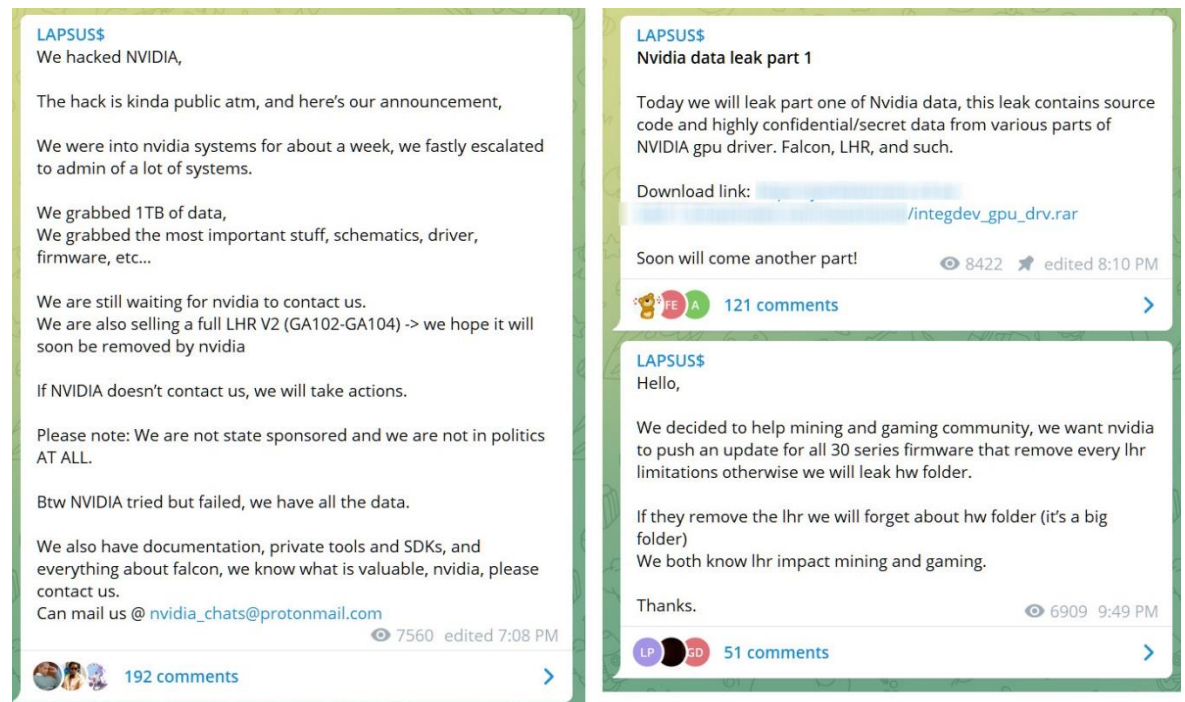 LAPSUS$
We hacked NVIDIA,
The hack is kinda public atm, and here's our announcement,
We were into nvidia systems for about a week, we fastly escalated
to admin of a lot of systems.
We grabbed 1TB of data,
We grabbed the most important stuff, schematics, driver,
firmware, etc...
We are still waiting for nvidia to contact us.
We are also selling a full LHR V2 (GA102-GA104) -> we hope it will
soon be removed by nvidia
If NVIDIA doesn't contact us, we will take actions.
Please note: We are not state sponsored and we are not in politics
AT ALL.
Btw NVIDIA tried but failed, we have all the data.
We also have documentation, private tools and SDKs, and
everything about falcon, we know what is valuable, nvidia, please
contact us.
Can mail us @ nvidia_chats@protonmail.com
7560 edited 7:08 PM
192 comments
LAPSUS$
Nvidia data leak part 1
Today we will leak part one of Nvidia data, this leak contains source
code and highly confidential/secret data from various parts of
NVIDIA gpu driver. Falcon, LHR, and such.
Download link:
/integdev_gpu_drv.rar
Soon will come another part!
8422 edited 8:10 PM
FE A 121 comments
LAPSUS$
Hello,
We decided to help mining and gaming community, we want nvidia
to push an update for all 30 series firmware that remove every lhr
limitations otherwise we will leak hw folder.
If they remove the lhr we will forget about hw folder (it's a big
folder)
We both know lhr impact mining and gaming.
Thanks.
6909 9:49 PM
LP GD 51 comments